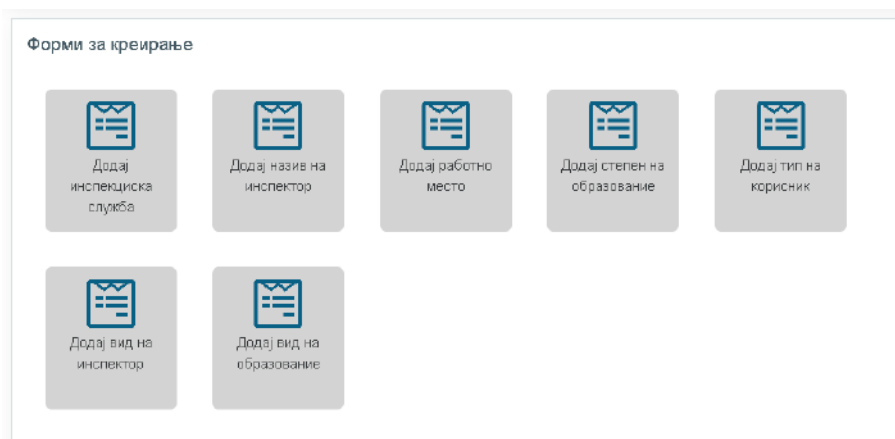 Форми за креирање
Додај
инспекциска
служба
Додај назив на
инспектор
Додај работно
место
Додај степен на
образование
Додај тип на
корисник
Додај вид на
инспектор
Додај вид на
образование